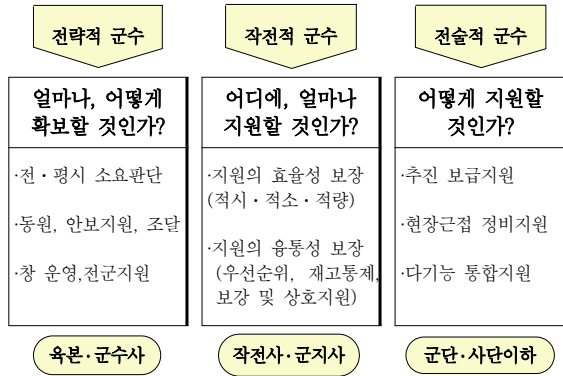 전략적 군수
얼마나, 어떻게
확보할 것인가?
·전·평시 소요판단
·동원, 안보지원, 조달
·창 운영,전군지원
육본·군수사
작전적 군수
어디에, 얼마나
지원할 것인가?
·지원의 효율성 보장
(적시·적소·적량)
·지원의 융통성 보장
(우선순위, 재고통제,
보강 및 상호지원)
작전사·군지사
전술적 군수
어떻게 지원할
것인가?
·추진 보급지원
·현장근접 정비지원
·다기능 통합지원
군단·사단이하